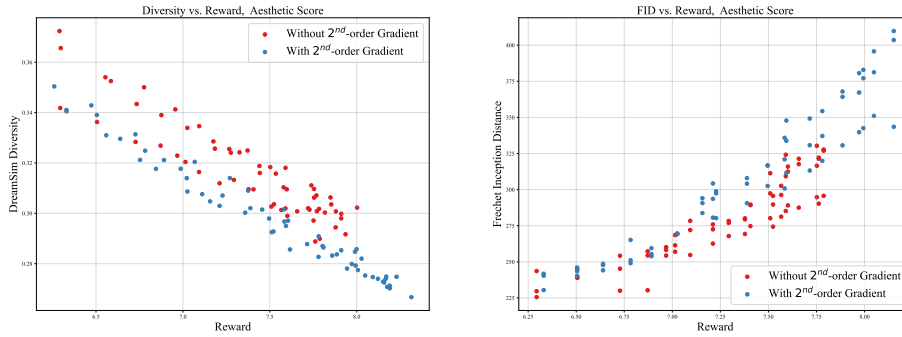 Diversity vs. Reward, Aesthetic Score
Without 2nd-order Gradient
With 2nd-order Gradient
0.36
0.34
0.32
0.30
0.28
DreamSim Diversity
6.5
7.0
7.5
8.0
Reward
FID vs. Reward, Aesthetic Score
400
375
350
325
300
275
250
225
Frechet Inception Distance
Without 2nd-order Gradient
With 2nd-order Gradient
6.25
6.50
6.75
7.00
7.25
7.50
7.75
8.00
Reward